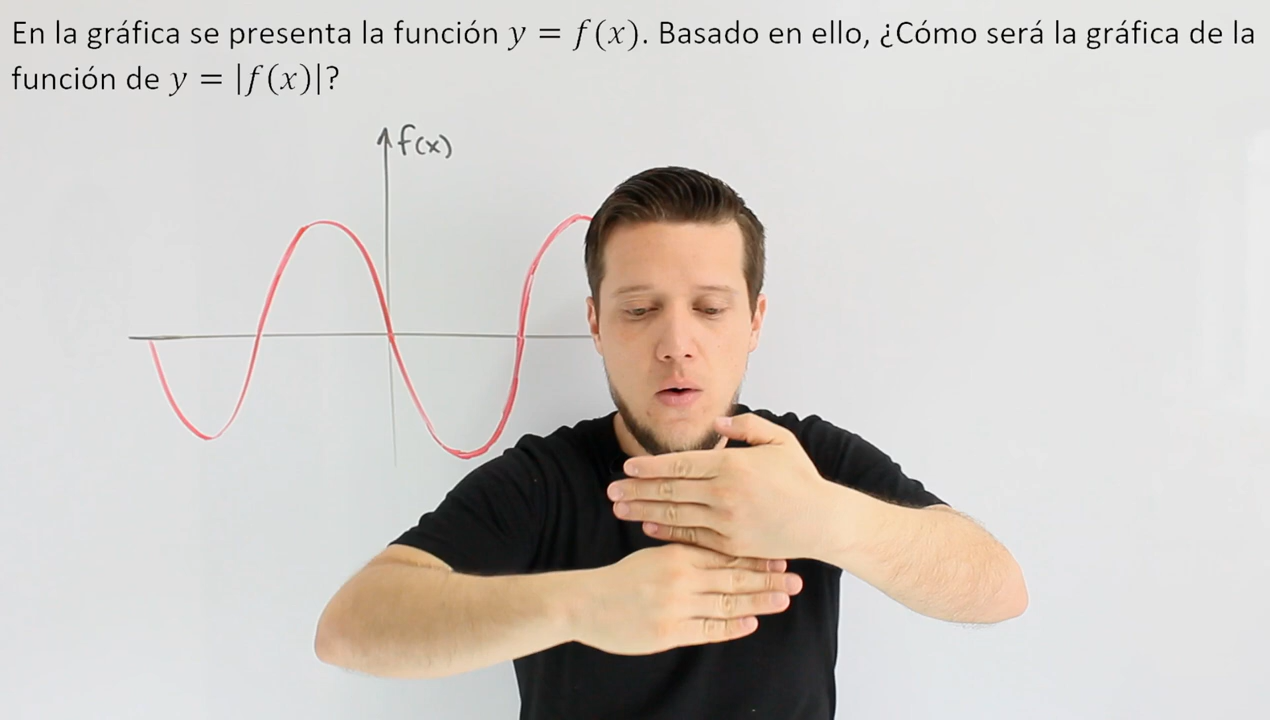 En la gráfica se presenta la función y = f(x). Basado en ello, ¿Cómo será la gráfica de la
función de y = |f(x)|?
f(x)